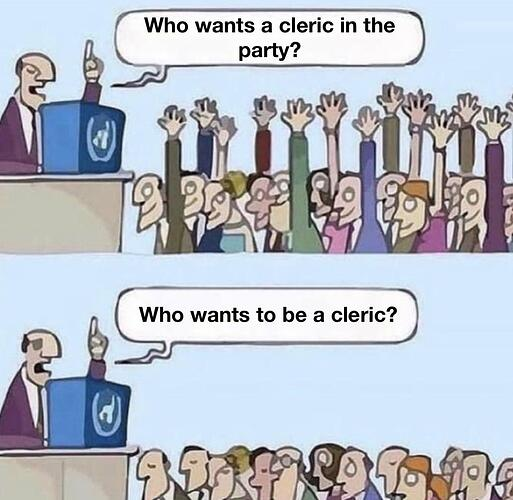 Who wants a cleric in the
party?
Who wants to be a cleric?